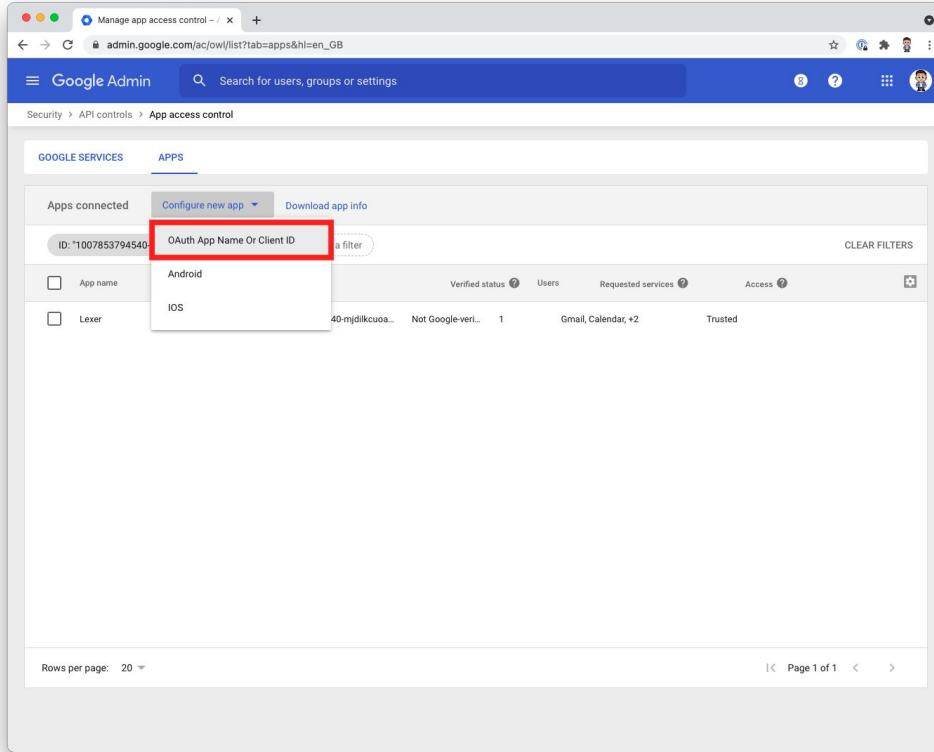 Manage app access control – A
admin.google.com/ac/owl/list?tab=apps&hl=en_GB
Google Admin
Search for users, groups or settings
8 ?
Security > API controls > App access control
GOOGLE SERVICES APPS
Apps connected Configure new app Download app info
ID: "1007853794540- a filter CLEAR FILTERS
OAuth App Name Or Client ID
Android
IOS
App name Verified status ? Users Requested services ? Access ?
Lexer 40-mjdilkcuoa... Not Google-veri... 1 Gmail, Calendar, +2 Trusted
Rows per page: 20 Page 1 of 1